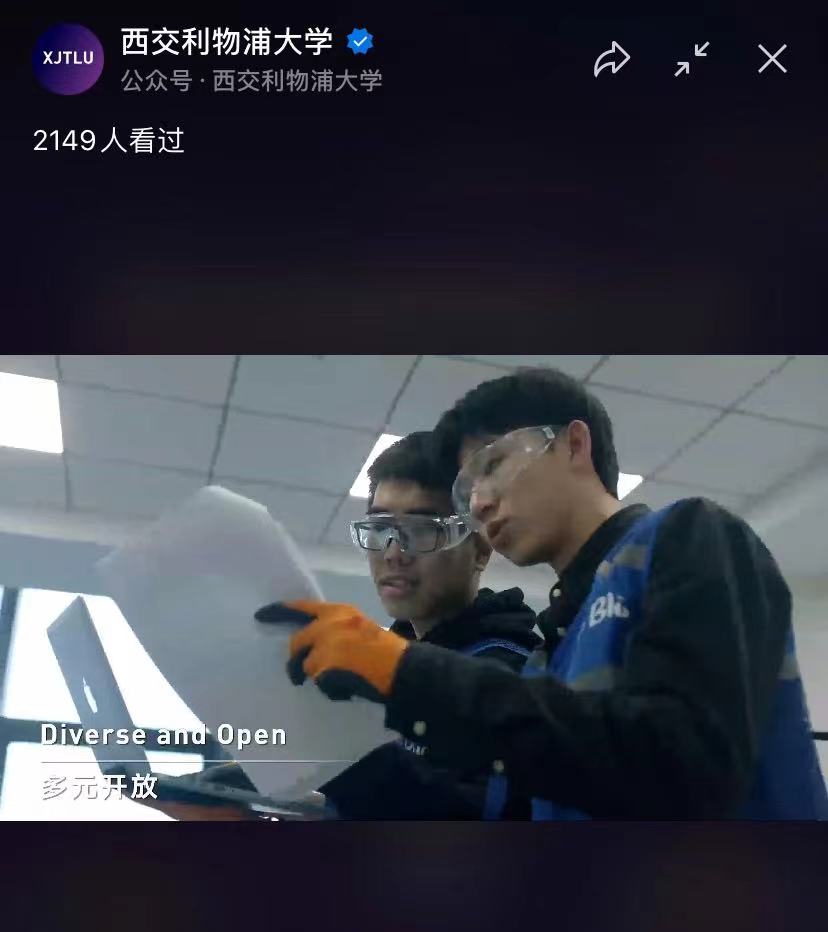 XJTLU
西交利物浦大学
公众号 · 西交利物浦大学
2149人看过
Diverse and Open
多元开放